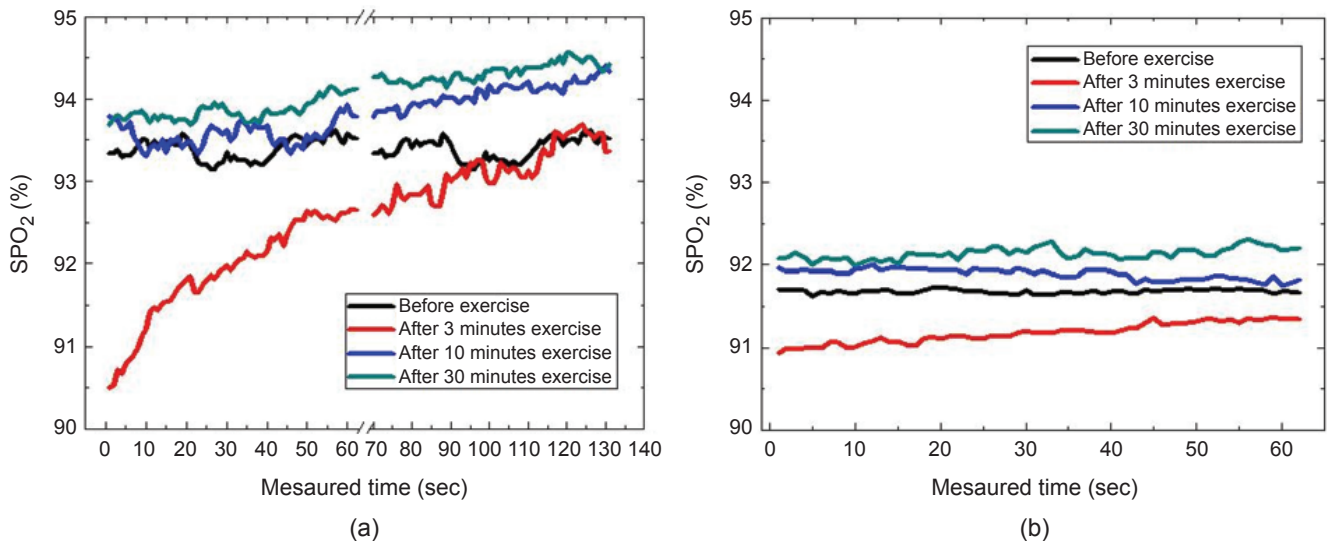 95
94
93
92
91
90
SPO2 (%)
Before exercise
After 3 minutes exercise
After 10 minutes exercise
After 30 minutes exercise
0 10 20 30 40 50 60 70 80 90 100 110 120 130 140
Mesaured time (sec)
(a)
95
94
93
92
91
90
SPO2 (%)
Before exercise
After 3 minutes exercise
After 10 minutes exercise
After 30 minutes exercise
0 10 20 30 40 50 60
Mesaured time (sec)
(b)